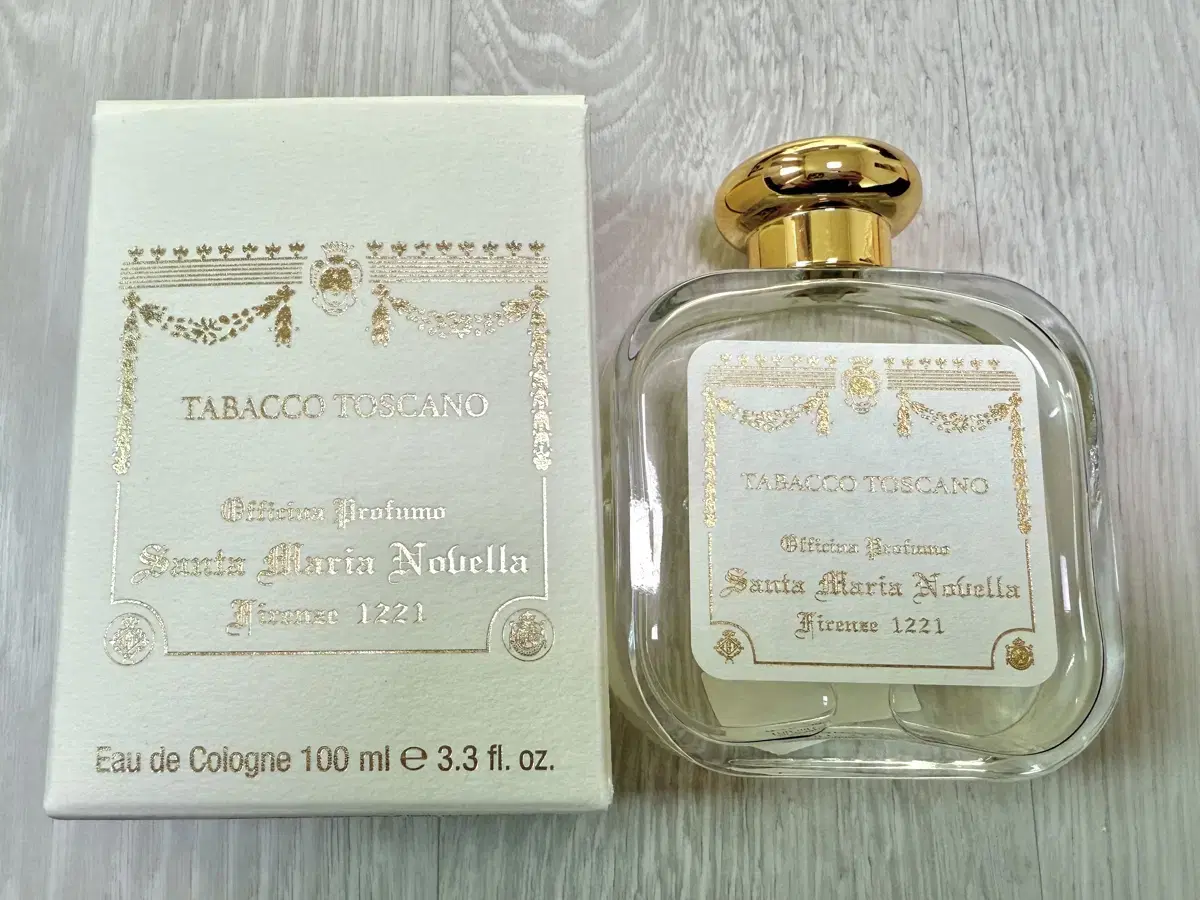 TABACCO TOSCANO
Officina Profumo
Santa Maria Novella
Firenze 1221
Eau de Cologne 100 ml ℮ 3.3 fl. oz.
TABACCO TOSCANO
Officina Profumo
Santa Maria Novella
Firenze 1221